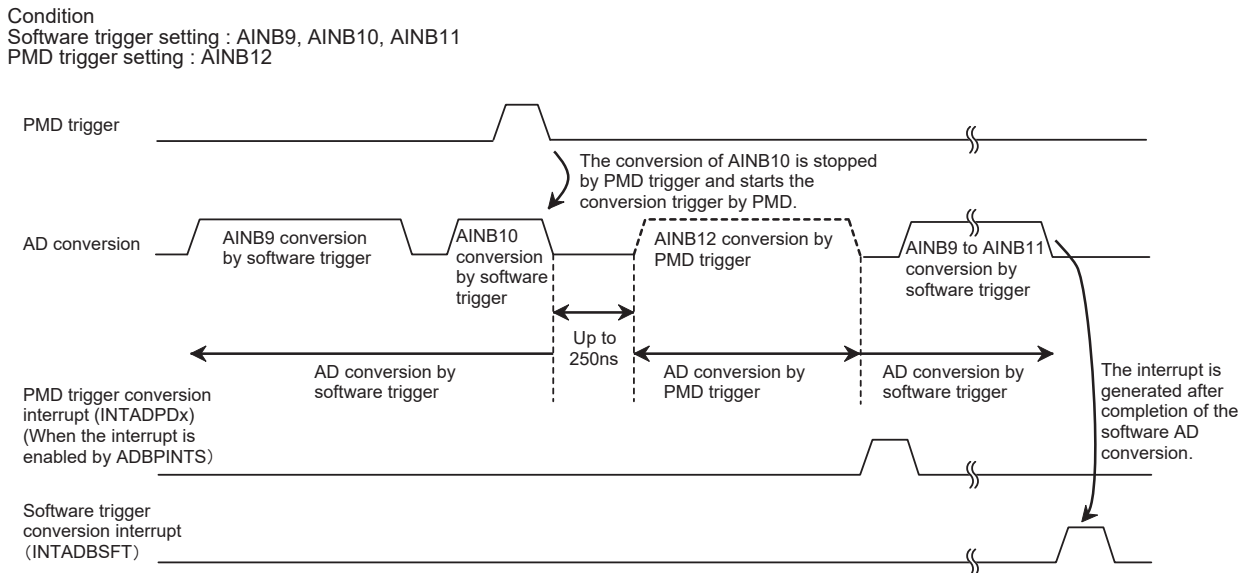 Condition
Software trigger setting : AINB9, AINB10, AINB11
PMD trigger setting : AINB12
PMD trigger
The conversion of AINB10 is stopped
by PMD trigger and starts the
conversion trigger by PMD.
AD conversion
AINB9 conversion
by software trigger
AINB10
conversion
by software
trigger
AINB12 conversion by
PMD trigger
AINB9 to AINB11
conversion by
software trigger
Up to
250ns
AD conversion by
software trigger
AD conversion by
PMD trigger
AD conversion by
software trigger
The interrupt is
generated after
completion of the
software AD
conversion.
PMD trigger conversion
interrupt (INTADPDx)
(When the interrupt is
enabled by ADBPINTS）
Software trigger
conversion interrupt
（INTADBSFT）